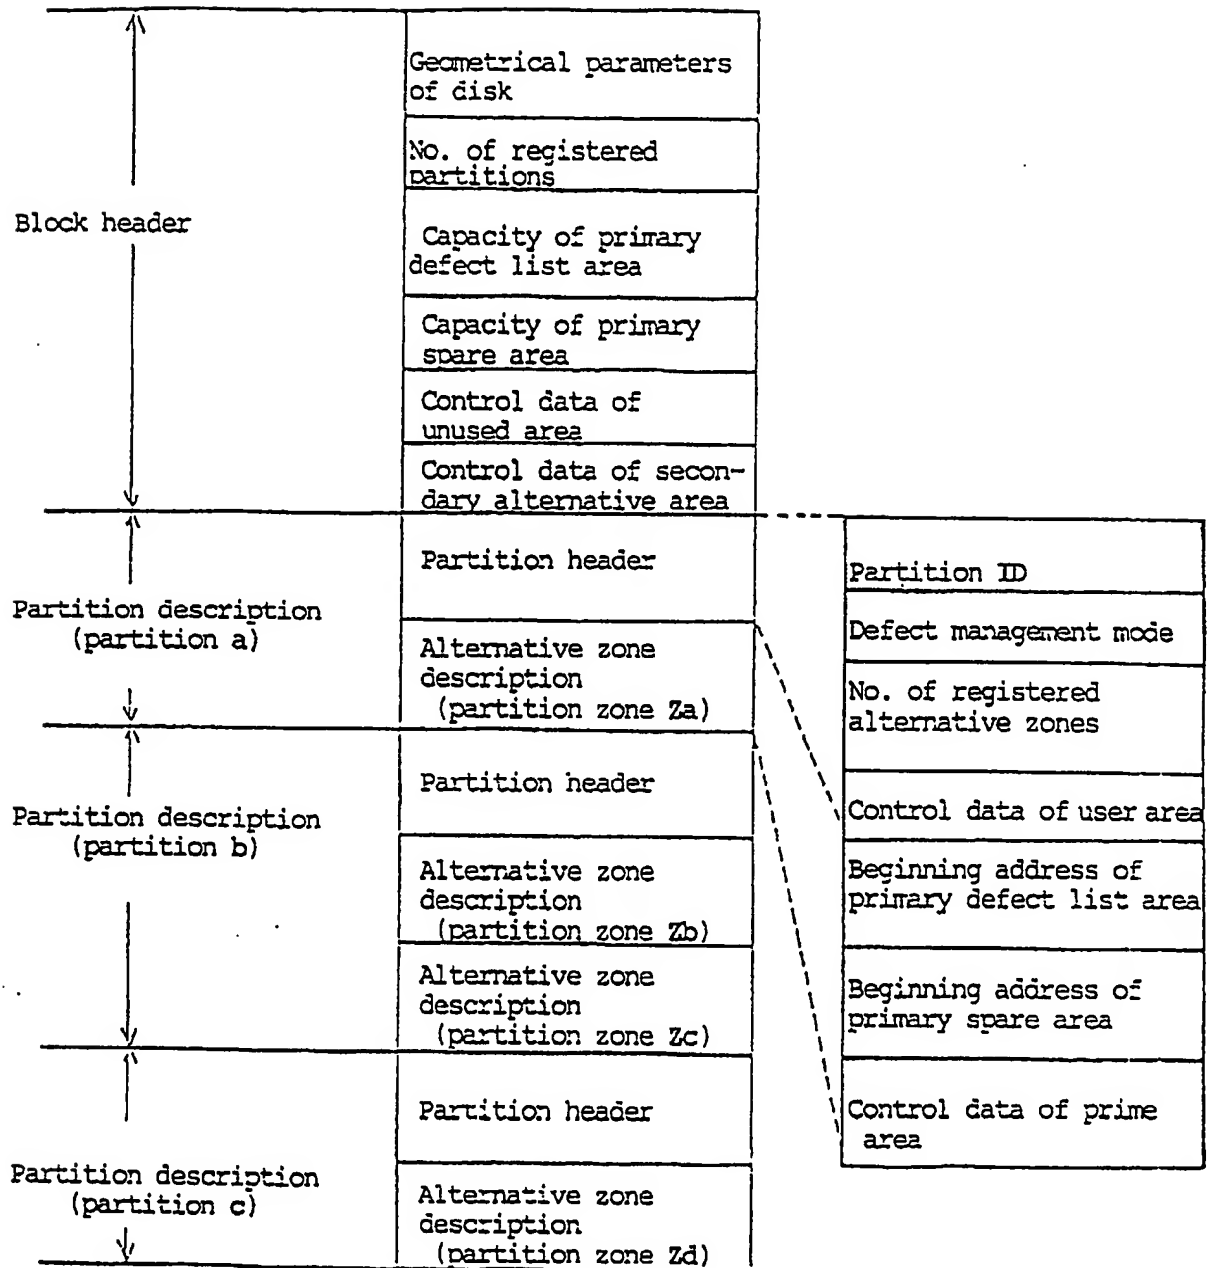 Geometrical parameters
of disk
No. of registered
partitions
Block header
Capacity of primary
defect list area
Capacity of primary
spare area
Control data of
unused area
Control data of secon-
dary alternative area
Partition description
(partition a)
Partition header
Alternative zone
description
(partition zone Za)
Partition description
(partition b)
Partition header
Alternative zone
description
(partition zone Zb)
Alternative zone
description
(partition zone Zc)
Partition description
(partition c)
Partition header
Alternative zone
description
(partition zone Zd)
Partition ID
Defect management mode
No. of registered
alternative zones
Control data of user area
Beginning address of
primary defect list area
Beginning address of
primary spare area
Control data of prime
area